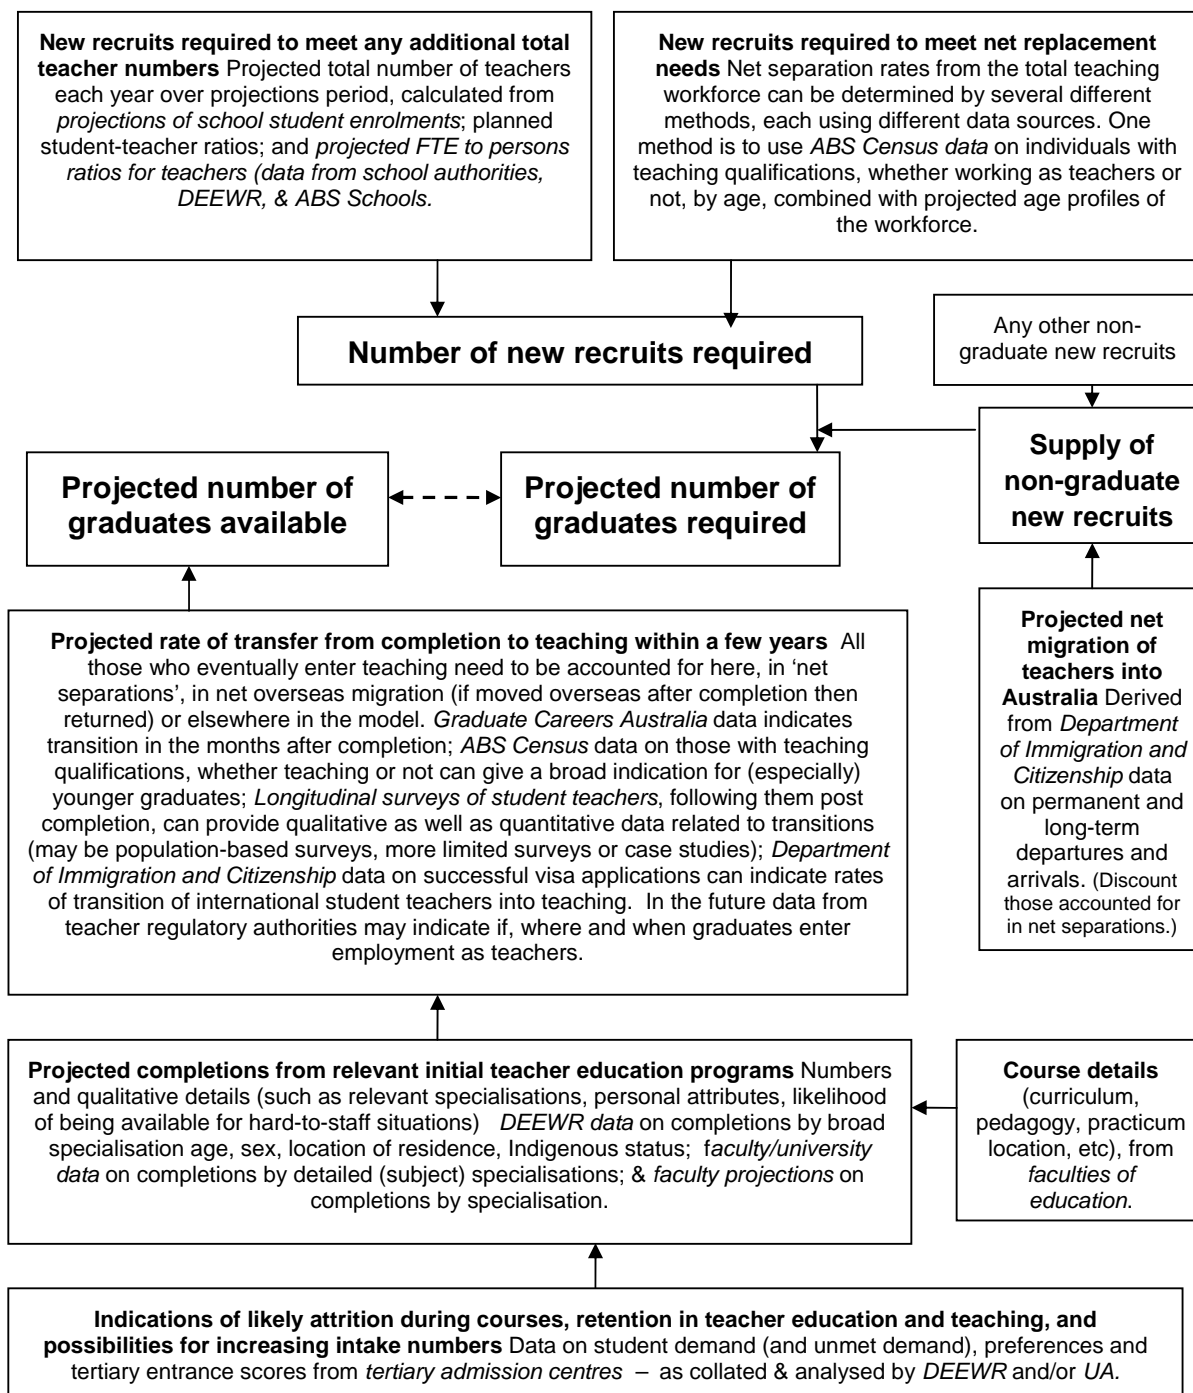 New recruits required to meet any additional total
teacher numbers Projected total number of teachers
each year over projections period, calculated from
projections of school student enrolments; planned
student-teacher ratios; and projected FTE to persons
ratios for teachers (data from school authorities,
DEEWR, & ABS Schools.
New recruits required to meet net replacement
needs Net separation rates from the total teaching
workforce can be determined by several different
methods, each using different data sources. One
method is to use ABS Census data on individuals with
teaching qualifications, whether working as teachers or
not, by age, combined with projected age profiles of
the workforce.
Number of new recruits required
Any other non-
graduate new recruits
Supply of
non-graduate
new recruits
Projected number of
graduates available
Projected number of
graduates required
Projected net
migration of
teachers into
Australia Derived
from Department
of Immigration and
Citizenship data
on permanent and
long-term
departures and
arrivals. (Discount
those accounted for
in net separations.)
Projected rate of transfer from completion to teaching within a few years All
those who eventually enter teaching need to be accounted for here, in ‘net
separations’, in net overseas migration (if moved overseas after completion then
returned) or elsewhere in the model. Graduate Careers Australia data indicates
transition in the months after completion; ABS Census data on those with teaching
qualifications, whether teaching or not can give a broad indication for (especially)
younger graduates; Longitudinal surveys of student teachers, following them post
completion, can provide qualitative as well as quantitative data related to transitions
(may be population-based surveys, more limited surveys or case studies); Department
of Immigration and Citizenship data on successful visa applications can indicate rates
of transition of international student teachers into teaching. In the future data from
teacher regulatory authorities may indicate if, where and when graduates enter
employment as teachers.
Projected completions from relevant initial teacher education programs Numbers
and qualitative details (such as relevant specialisations, personal attributes, likelihood
of being available for hard-to-staff situations) DEEWR data on completions by broad
specialisation age, sex, location of residence, Indigenous status; faculty/university
data on completions by detailed (subject) specialisations; & faculty projections on
completions by specialisation.
Course details
(curriculum,
pedagogy, practicum
location, etc), from
faculties of
education.
Indications of likely attrition during courses, retention in teacher education and teaching, and
possibilities for increasing intake numbers Data on student demand (and unmet demand), preferences and
tertiary entrance scores from tertiary admission centres – as collated & analysed by DEEWR and/or UA.